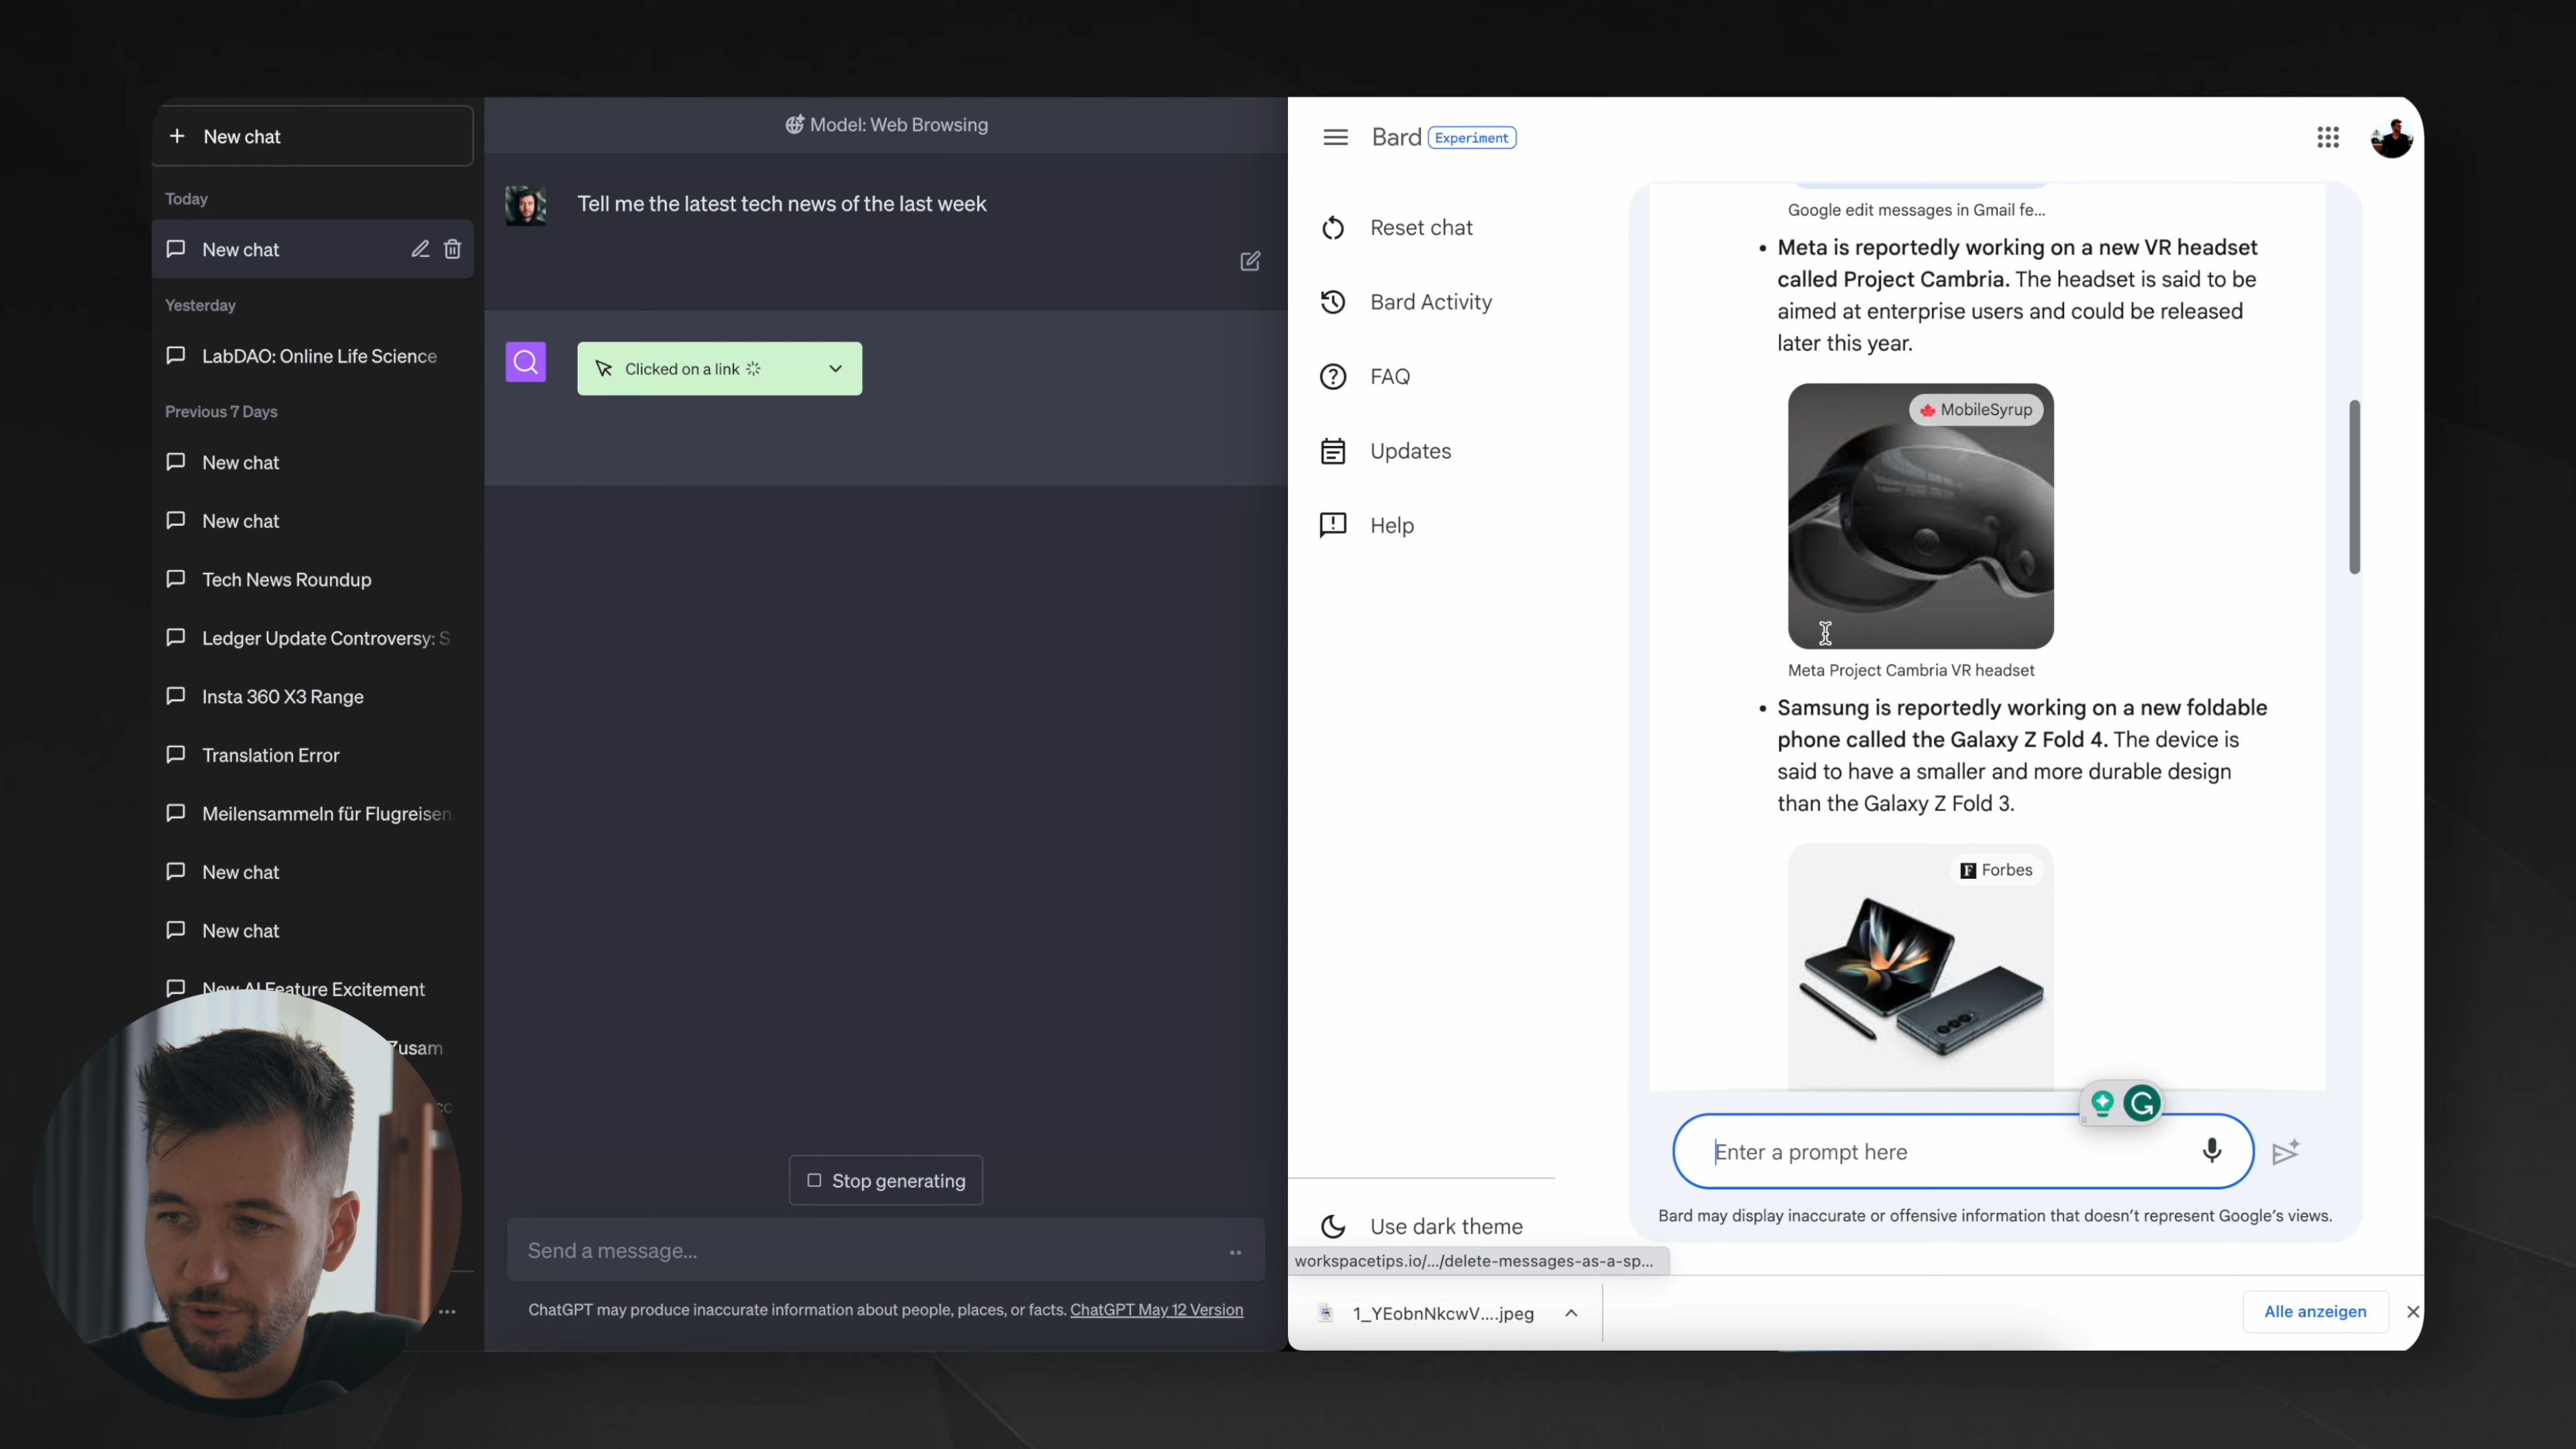 New chat
Today
New chat
Yesterday
LabDAO: Online Life Science
Previous 7 Days
New chat
New chat
Tech News Roundup
Ledger Update Controversy: S
Insta 360 X3 Range
Translation Error
Meilensammeln für Flugreisen.
New chat
New chat
New AI Feature Excitement
Zusam
Model: Web Browsing
Tell me the latest tech news of the last week
Clicked on a link
Stop generating
Send a message...
ChatGPT may produce inaccurate information about people, places, or facts. ChatGPT May 12 Version
Bard Experiment
Reset chat
Bard Activity
FAQ
Updates
Help
Use dark theme
workspacetips.io/.../delete-messages-as-a-sp...
Google edit messages in Gmail fe...
• Meta is reportedly working on a new VR headset
called Project Cambria. The headset is said to be
aimed at enterprise users and could be released
later this year.
MobileSyrup
Meta Project Cambria VR headset
• Samsung is reportedly working on a new foldable
phone called the Galaxy Z Fold 4. The device is
said to have a smaller and more durable design
than the Galaxy Z Fold 3.
F Forbes
Enter a prompt here
Bard may display inaccurate or offensive information that doesn't represent Google's views.
1_YEobnNkcwV....jpeg
Alle anzeigen